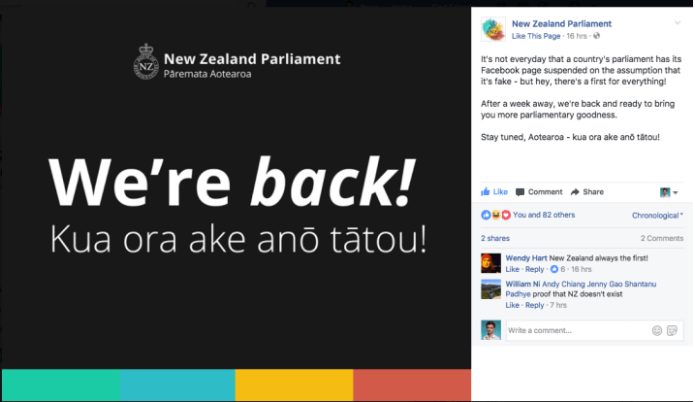 New Zealand Parliament
Pāremata Aotearoa
NZ
We're back!
Kua ora ake anō tātou!
New Zealand Parliament
Like This Page · 16 hrs ·
It's not everyday that a country's parliament has its
Facebook page suspended on the assumption that
it's fake - but hey, there's a first for everything!
After a week away, we're back and ready to bring
you more parliamentary goodness.
Stay tuned, Aotearoa - kua ora ake anō tātou!
Like Comment Share
You and 82 others Chronological
2 shares 2 Comments
Wendy Hart New Zealand always the first!
Like · Reply · 6 · 16 hrs
William Ni Andy Chiang Jenny Gao Shantanu
Padhye proof that NZ doesn't exist
Like · Reply · 7 hrs
Write a comment...